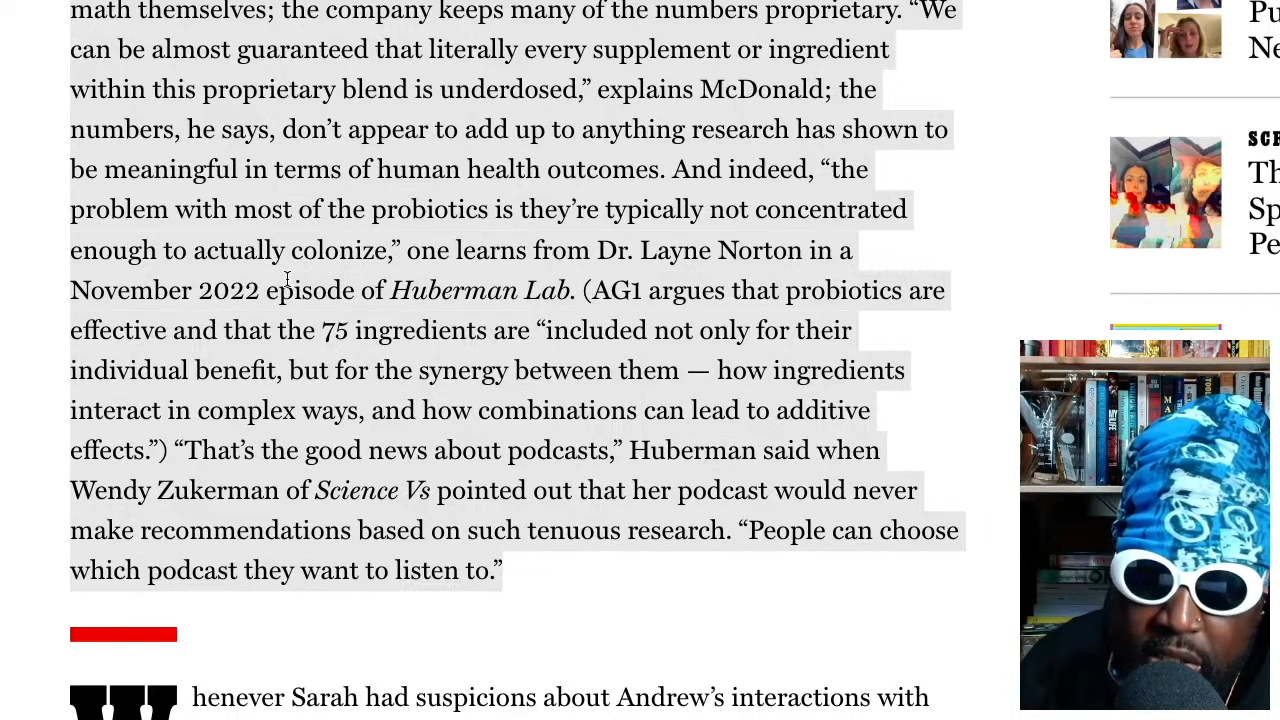 math themselves; the company keeps many of the numbers proprietary. “We
can be almost guaranteed that literally every supplement or ingredient
within this proprietary blend is underdosed,” explains McDonald; the
numbers, he says, don’t appear to add up to anything research has shown to
be meaningful in terms of human health outcomes. And indeed, “the
problem with most of the probiotics is they’re typically not concentrated
enough to actually colonize,” one learns from Dr. Layne Norton in a
November 2022 episode of Huberman Lab. (AG1 argues that probiotics are
effective and that the 75 ingredients are “included not only for their
individual benefit, but for the synergy between them — how ingredients
interact in complex ways, and how combinations can lead to additive
effects.”) “That’s the good news about podcasts,” Huberman said when
Wendy Zukerman of Science Vs pointed out that her podcast would never
make recommendations based on such tenuous research. “People can choose
which podcast they want to listen to.”
Whenever Sarah had suspicions about Andrew’s interactions with
Pu
Ne
SCR
Th
Sp
Pe